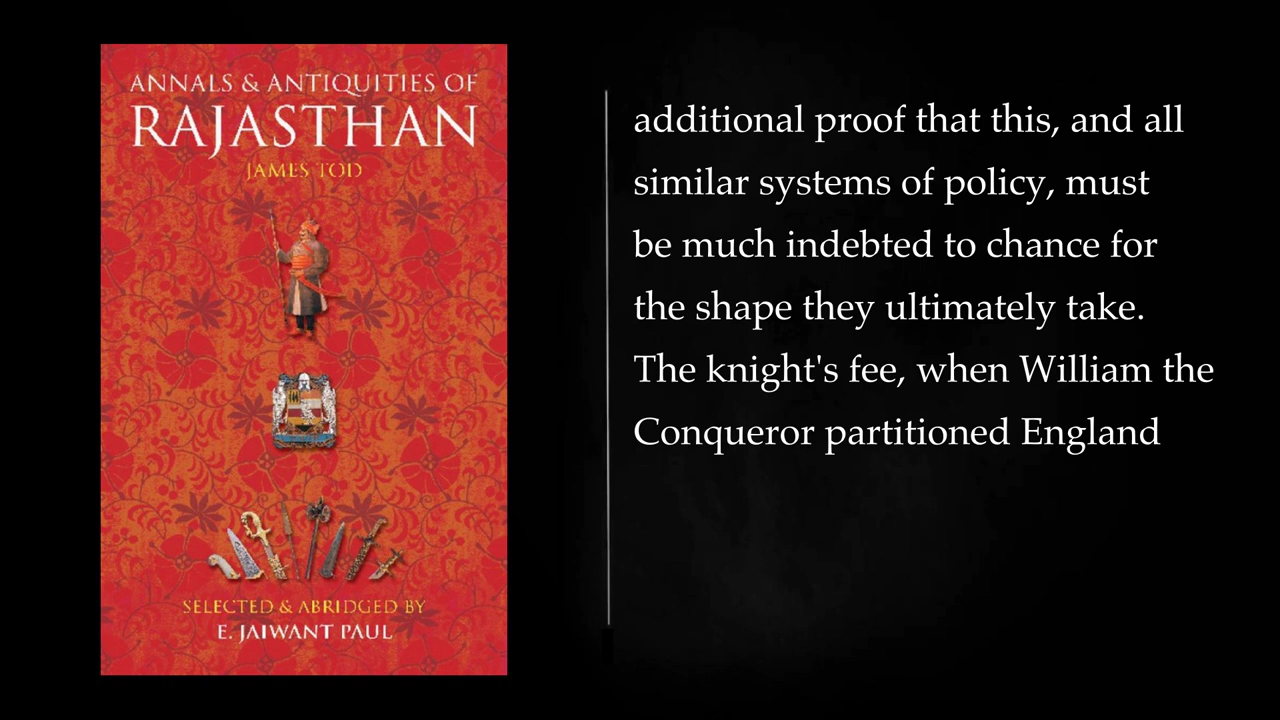 ANNALS & ANTIQUITIES OF
RAJASTHAN
JAMES TOD
SELECTED & ABRIDGED BY
E. JAIWANT PAUL
additional proof that this, and all
similar systems of policy, must
be much indebted to chance for
the shape they ultimately take.
The knight's fee, when William the
Conqueror partitioned England